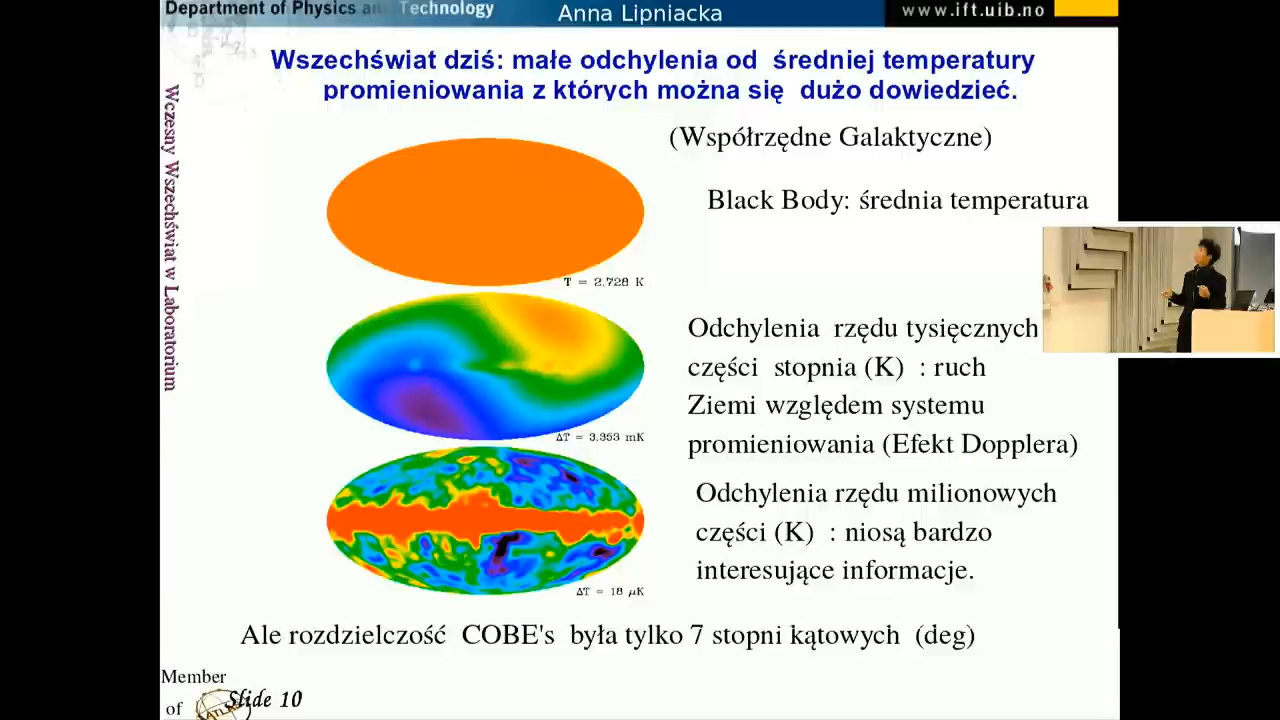 Department of Physics and Technology
Anna Lipniacka
www.ift.uib.no
Wszechświat dziś: małe odchylenia od średniej temperatury
promieniowania z których można się dużo dowiedzieć.
Wczesny Wszechświat w Laboratorium
(Współrzędne Galaktyczne)
Black Body: średnia temperatura
T = 2.728 K
Odchylenia rzędu tysięcznych
części stopnia (K) : ruch
Ziemi względem systemu
promieniowania (Efekt Dopplera)
ΔT = 3.353 mK
Odchylenia rzędu milionowych
części (K) : niosą bardzo
interesujące informacje.
ΔT = 18 μK
Ale rozdzielczość COBE's była tylko 7 stopni kątowych (deg)
Member
of
ATLAS
Slide 10